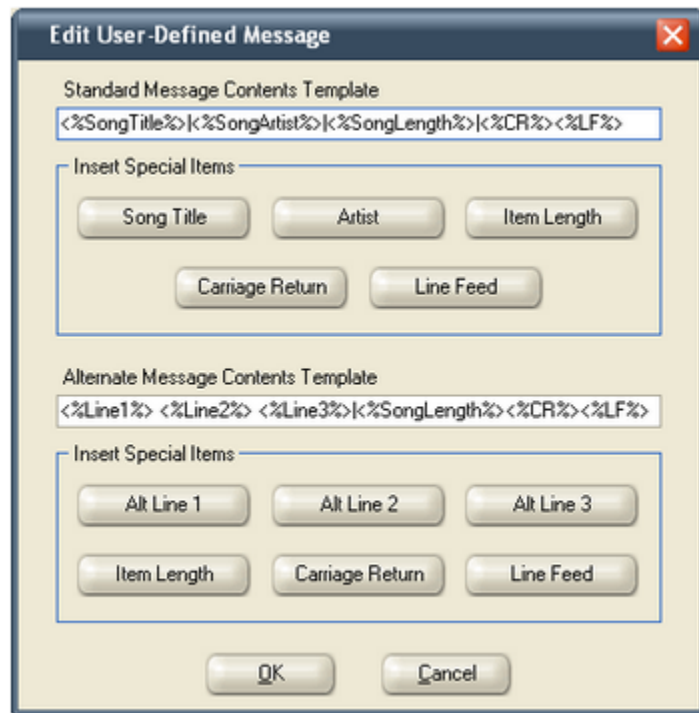 Edit User-Defined Message
Standard Message Contents Template
<%SongTitle%>|<%SongArtist%>|<%SongLength%>|<%CR%><%LF%>
Insert Special Items
Song Title Artist Item Length
Carriage Return Line Feed
Alternate Message Contents Template
<%Line1%> <%Line2%> <%Line3%>|<%SongLength%><%CR%><%LF%>
Insert Special Items
Alt Line 1 Alt Line 2 Alt Line 3
Item Length Carriage Return Line Feed
OK Cancel